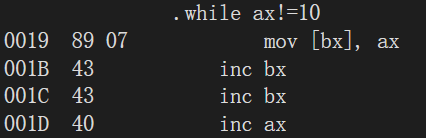 .while ax!=10
0019 89 07 mov [bx], ax
001B 43 inc bx
001C 43 inc bx
001D 40 inc ax